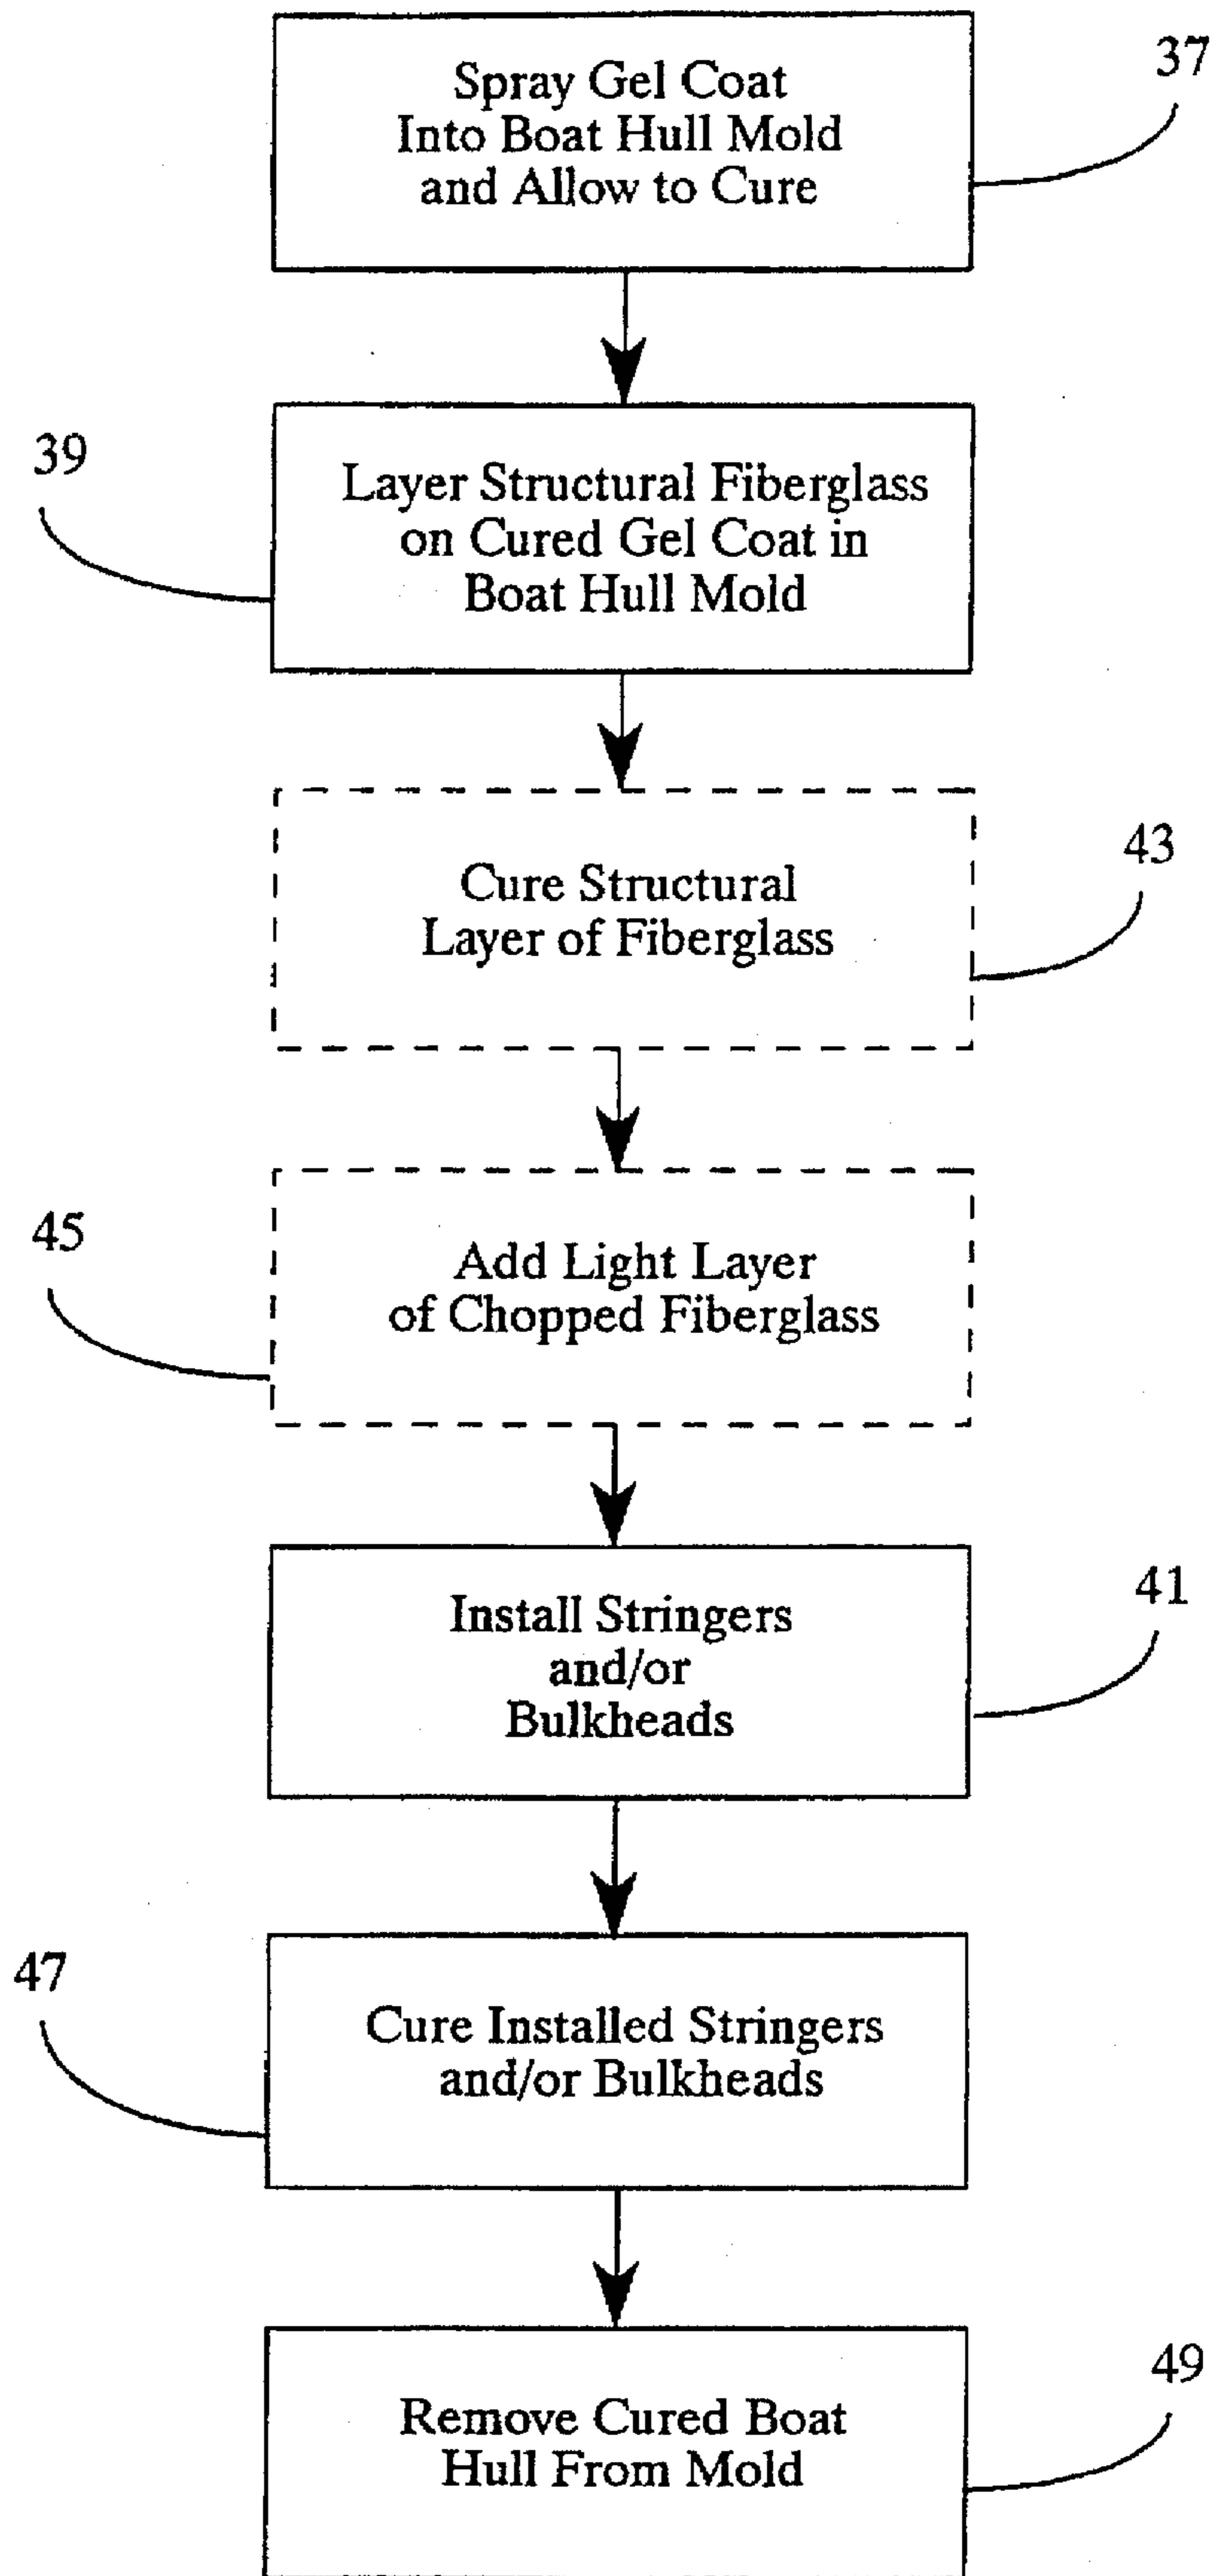 Spray Gel Coat
Into Boat Hull Mold
and Allow to Cure
37
Layer Structural Fiberglass
on Cured Gel Coat in
Boat Hull Mold
39
Cure Structural
Layer of Fiberglass
43
Add Light Layer
of Chopped Fiberglass
45
Install Stringers
and/or
Bulkheads
41
Cure Installed Stringers
and/or Bulkheads
47
Remove Cured Boat
Hull From Mold
49